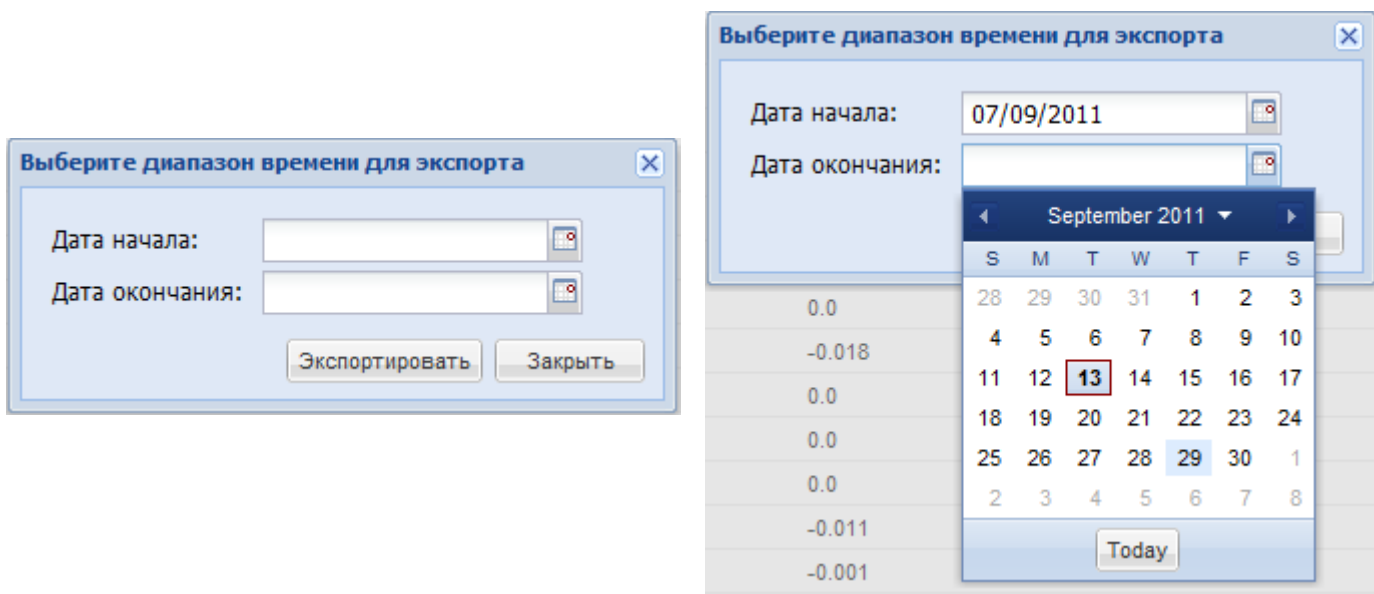 Выберите диапазон времени для экспорта
Дата начала:
Дата окончания:
Экспортировать Закрыть
Выберите диапазон времени для экспорта
Дата начала: 07/09/2011
Дата окончания:
September 2011
S M T W T F S
28 29 30 31 1 2 3
4 5 6 7 8 9 10
11 12 13 14 15 16 17
18 19 20 21 22 23 24
25 26 27 28 29 30 1
2 3 4 5 6 7 8
Today
0.0
-0.018
0.0
0.0
0.0
-0.011
-0.001